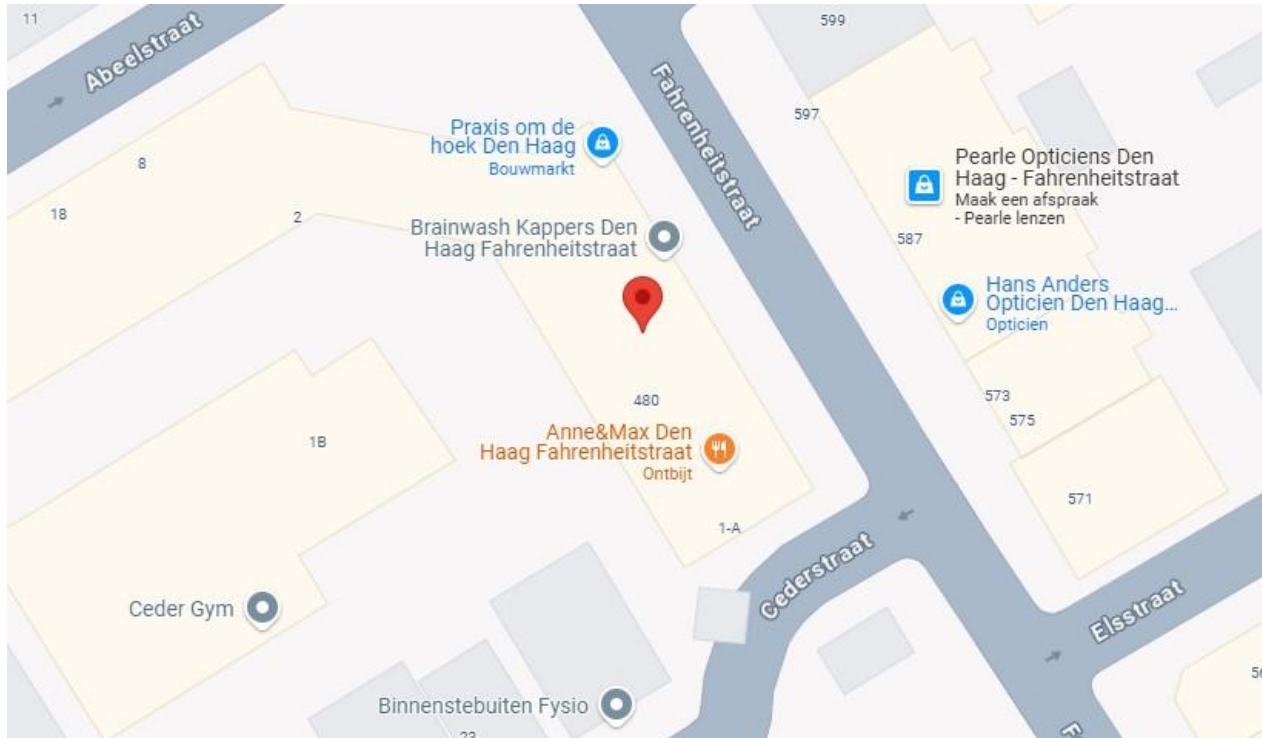 11
Abeelstraat
599
Fahrenheitstraat
597
Praxis om de
hoek Den Haag
Bouwmarkt
8
Pearle Opticiens Den
Haag - Fahrenheitstraat
Maak een afspraak
- Pearle lenzen
18
2
Brainwash Kappers Den
Haag Fahrenheitstraat
587
Hans Anders
Opticien Den Haag...
Opticien
480
573
575
Anne&Max Den
Haag Fahrenheitstraat
Ontbijt
1B
571
1-A
Cederstraat
Elsstraat
Ceder Gym
Binnenstebuiten Fysio
23